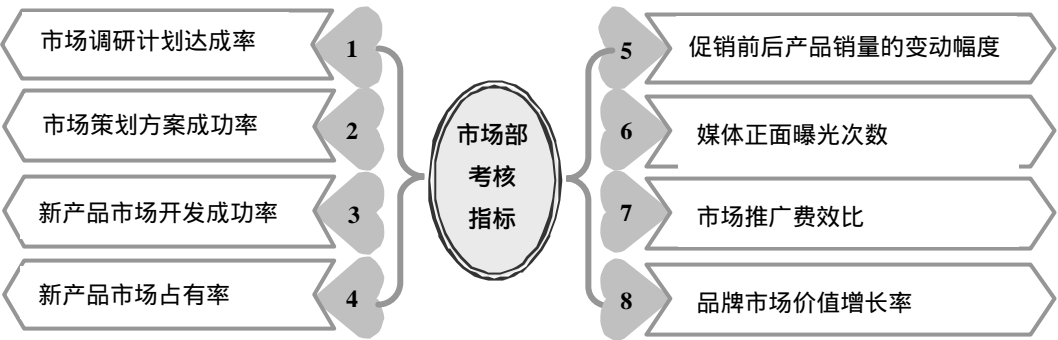 市场调研计划达成率
1
市场策划方案成功率
2
新产品市场开发成功率
3
新产品市场占有率
4
市场部
考核
指标
5
促销前后产品销量的变动幅度
6
媒体正面曝光次数
7
市场推广费效比
8
品牌市场价值增长率